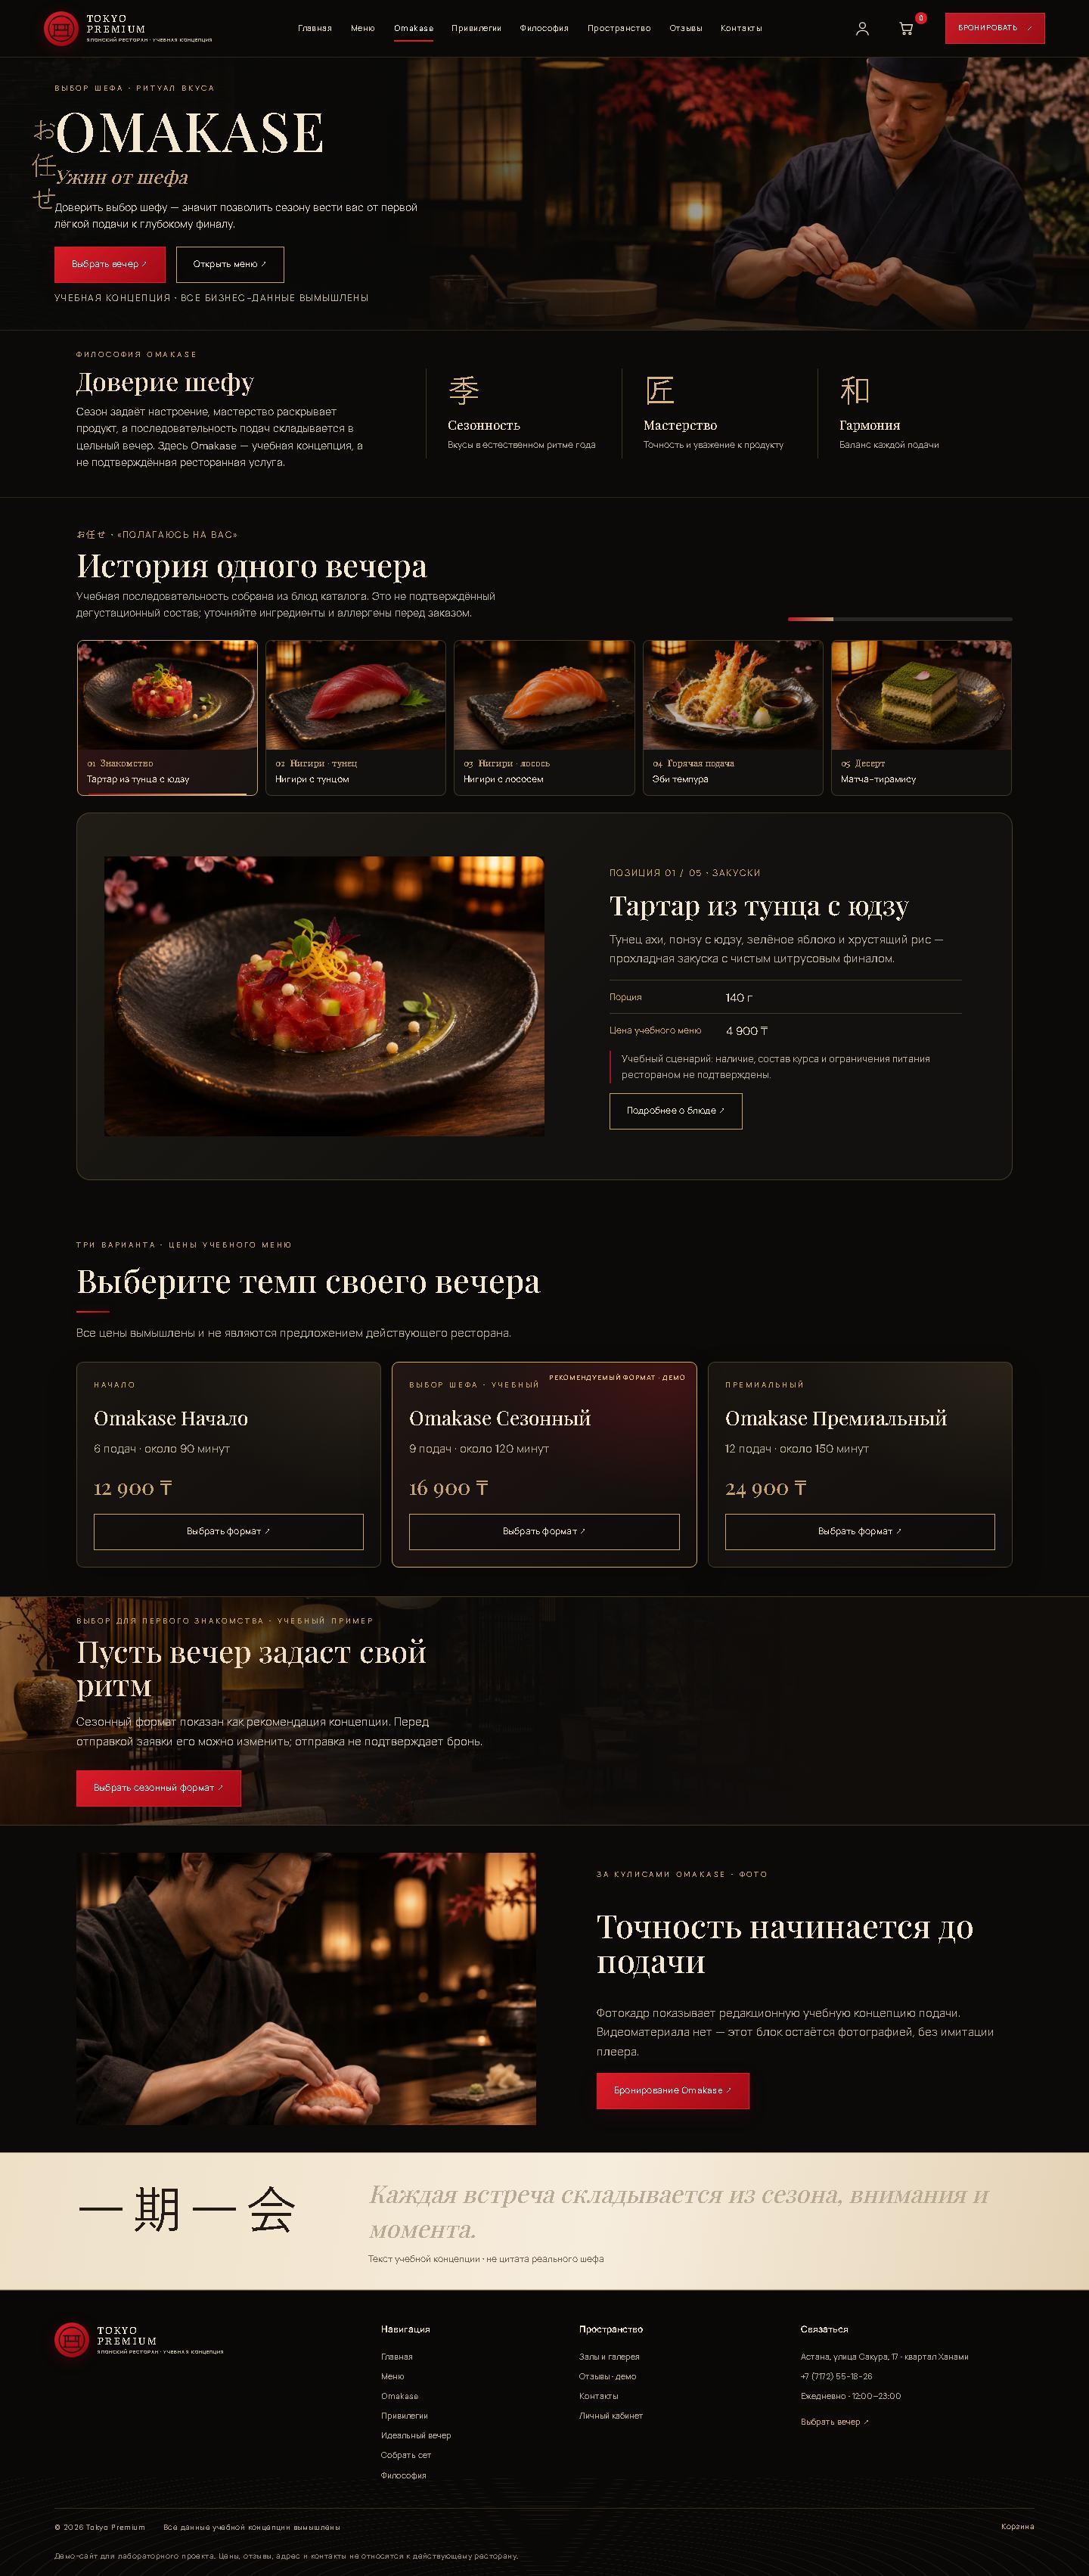 TOKYO
PREMIUM
ЯПОНСКИЙ РЕСТОРАН · УЧЕБНАЯ КОНЦЕПЦИЯ
Главная Меню Omakase Привилегии Философия Пространство Отзывы Контакты
0
БРОНИРОВАТЬ ↗
ВЫБОР ШЕФА · РИТУАЛ ВКУСА
お任せ
OMAKASE
Ужин от шефа
Доверить выбор шефу — значит позволить сезону вести вас от первой
лёгкой подачи к глубокому финалу.
Выбрать вечер ↗ Открыть меню ↗
УЧЕБНАЯ КОНЦЕПЦИЯ · ВСЕ БИЗНЕС-ДАННЫЕ ВЫМЫШЛЕНЫ
ФИЛОСОФИЯ OMAKASE
Доверие шефу
Сезон задаёт настроение, мастерство раскрывает
продукт, а последовательность подач складывается в
цельный вечер. Здесь Omakase — учебная концепция, а
не подтверждённая ресторанная услуга.
季
Сезонность
Вкусы в естественном ритме года
匠
Мастерство
Точность и уважение к продукту
和
Гармония
Баланс каждой подачи
お任せ · «ПОЛАГАЮСЬ НА ВАС»
История одного вечера
Учебная последовательность собрана из блюд каталога. Это не подтверждённый
дегустационный состав; уточняйте ингредиенты и аллергены перед заказом.
01 Знакомство
Тартар из тунца с юдзу
02 Нигири · тунец
Нигири с тунцом
03 Нигири · лосось
Нигири с лососем
04 Горячая подача
Эби темпура
05 Десерт
Матча-тирамису
ПОЗИЦИЯ 01 / 05 · ЗАКУСКИ
Тартар из тунца с юдзу
Тунец ахи, понзу с юдзу, зелёное яблоко и хрустящий рис —
прохладная закуска с чистым цитрусовым финалом.
Порция 140 г
Цена учебного меню 4 900 ₸
Учебный сценарий: наличие, состав курса и ограничения питания
рестораном не подтверждены.
Подробнее о блюде ↗
ТРИ ВАРИАНТА · ЦЕНЫ УЧЕБНОГО МЕНЮ
Выберите темп своего вечера
Все цены вымышлены и не являются предложением действующего ресторана.
НАЧАЛО
Omakase Начало
6 подач · около 90 минут
12 900 ₸
Выбрать формат ↗
РЕКОМЕНДУЕМЫЙ ФОРМАТ · ДЕМО
ВЫБОР ШЕФА · УЧЕБНЫЙ
Omakase Сезонный
9 подач · около 120 минут
16 900 ₸
Выбрать формат ↗
ПРЕМИАЛЬНЫЙ
Omakase Премиальный
12 подач · около 150 минут
24 900 ₸
Выбрать формат ↗
ВЫБОР ДЛЯ ПЕРВОГО ЗНАКОМСТВА · УЧЕБНЫЙ ПРИМЕР
Пусть вечер задаст свой
ритм
Сезонный формат показан как рекомендация концепции. Перед
отправкой заявки его можно изменить; отправка не подтверждает бронь.
Выбрать сезонный формат ↗
ЗА КУЛИСАМИ OMAKASE · ФОТО
Точность начинается до
подачи
Фотокадр показывает редакционную учебную концепцию подачи.
Видеоматериала нет — этот блок остаётся фотографией, без имитации
плеера.
Бронирование Omakase ↗
一期一会
Каждая встреча складывается из сезона, внимания и
момента.
Текст учебной концепции · не цитата реального шефа
TOKYO
PREMIUM
ЯПОНСКИЙ РЕСТОРАН · УЧЕБНАЯ КОНЦЕПЦИЯ
Навигация
Главная
Меню
Omakase
Привилегии
Идеальный вечер
Собрать сет
Философия
Пространство
Залы и галерея
Отзывы · демо
Контакты
Личный кабинет
Связаться
Астана, улица Сакура, 17 · квартал Ханами
+7 (7172) 55-18-26
Ежедневно · 12:00–23:00
Выбрать вечер ↗
© 2026 Tokyo Premium Все данные учебной концепции вымышлены
Корзина
Демо-сайт для лабораторного проекта. Цены, отзывы, адрес и контакты не относятся к действующему ресторану.